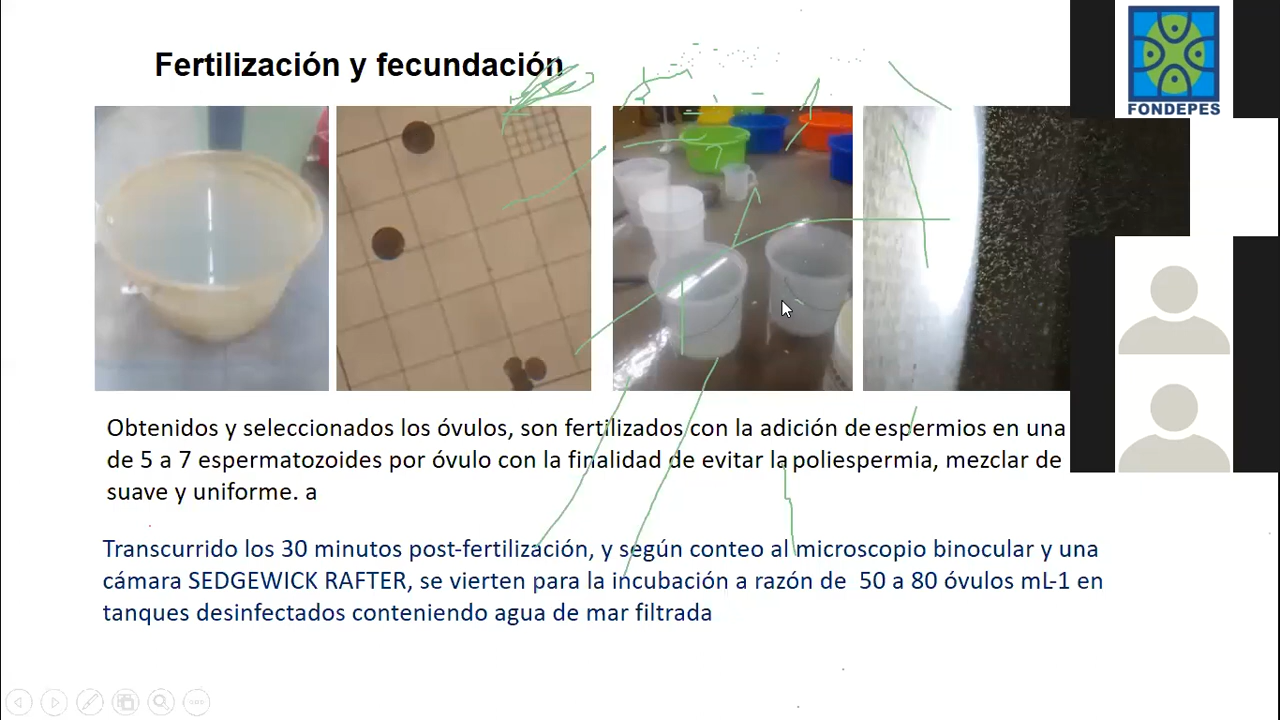 Fertilización y fecundación
FONDEPES
Obtenidos y seleccionados los óvulos, son fertilizados con la adición de espermios en una
de 5 a 7 espermatozoides por óvulo con la finalidad de evitar la poliespermia, mezclar de
suave y uniforme. a
Transcurrido los 30 minutos post-fertilización, y según conteo al microscopio binocular y una
cámara SEDGEWICK RAFTER, se vierten para la incubación a razón de  50 a 80 óvulos mL-1 en
tanques desinfectados conteniendo agua de mar filtrada